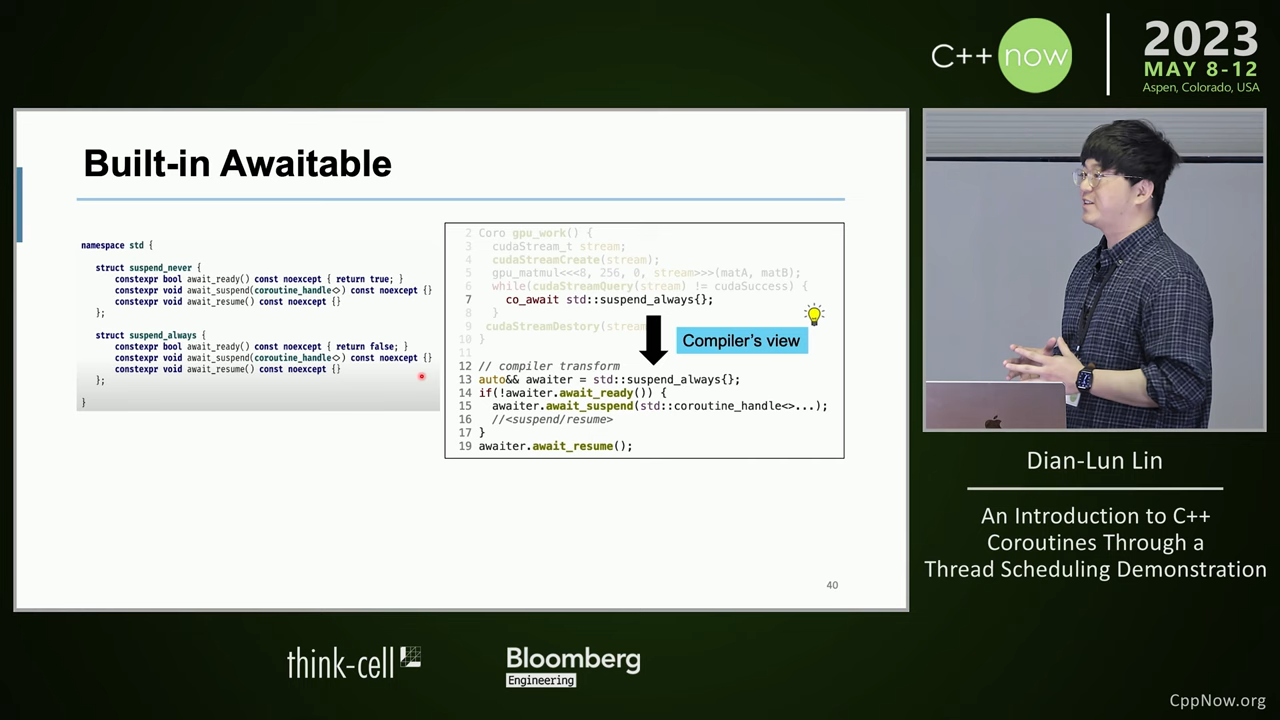 C++ now
2023
MAY 8-12
Aspen, Colorado, USA
Built-in Awaitable
namespace std {
struct suspend_never {
constexpr bool await_ready() const noexcept { return true; }
constexpr void await_suspend(coroutine_handle<>) const noexcept {}
constexpr void await_resume() const noexcept {}
};
struct suspend_always {
constexpr bool await_ready() const noexcept { return false; }
constexpr void await_suspend(coroutine_handle<>) const noexcept {}
constexpr void await_resume() const noexcept {}
};
}
2 Coro gpu_work() {
3 cudaStream_t stream;
4 cudaStreamCreate(stream);
5 gpu_matmul<<<8, 256, 0, stream>>>(matA, matB);
6 while(cudaStreamQuery(stream) != cudaSuccess) {
7 co_await std::suspend_always{};
8 }
9 cudaStreamDestory(stream
10 }
11
12 // compiler transform
13 auto&& awaiter = std::suspend_always{};
14 if(!awaiter.await_ready()) {
15 awaiter.await_suspend(std::coroutine_handle<>...);
16 //<suspend/resume>
17 }
19 awaiter.await_resume();
Compiler's view
40
Dian-Lun Lin
An Introduction to C++
Coroutines Through a
Thread Scheduling Demonstration
think-cell
Bloomberg
Engineering
CppNow.org